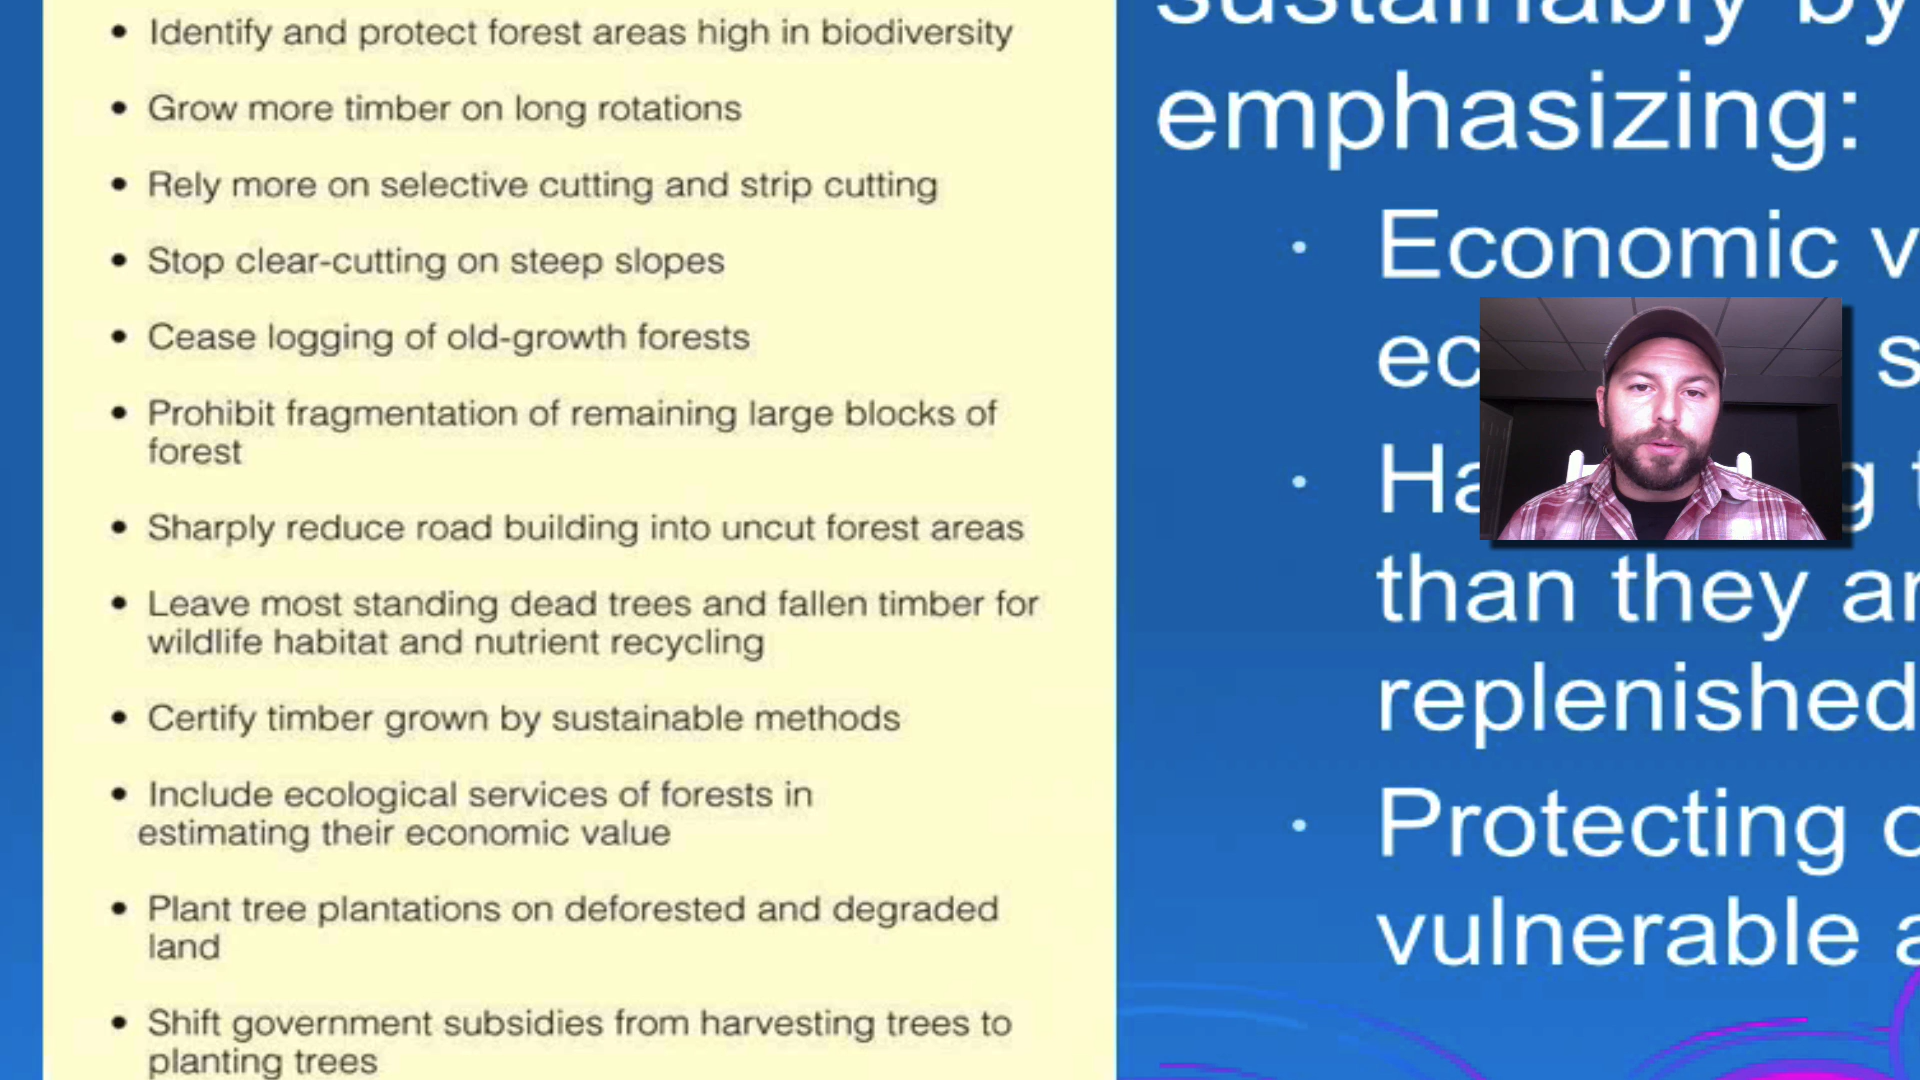 • Identify and protect forest areas high in biodiversity
• Grow more timber on long rotations
• Rely more on selective cutting and strip cutting
• Stop clear-cutting on steep slopes
• Cease logging of old-growth forests
• Prohibit fragmentation of remaining large blocks of
forest
• Sharply reduce road building into uncut forest areas
• Leave most standing dead trees and fallen timber for
wildlife habitat and nutrient recycling
• Certify timber grown by sustainable methods
• Include ecological services of forests in
estimating their economic value
• Plant tree plantations on deforested and degraded
land
• Shift government subsidies from harvesting trees to
planting trees
sustainably by
emphasizing:
• Economic
than they
replenished
• Protecting
vulnerable